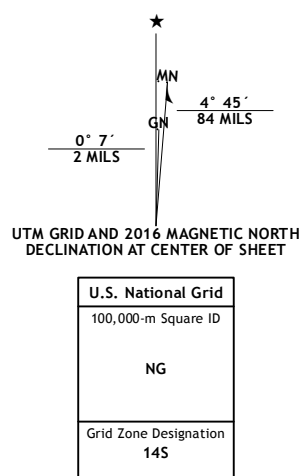 ★
MN
4° 45´
84 MILS
GN
0° 7´
2 MILS
UTM GRID AND 2016 MAGNETIC NORTH
DECLINATION AT CENTER OF SHEET
U.S. National Grid
100,000-m Square ID
NG
Grid Zone Designation
14S